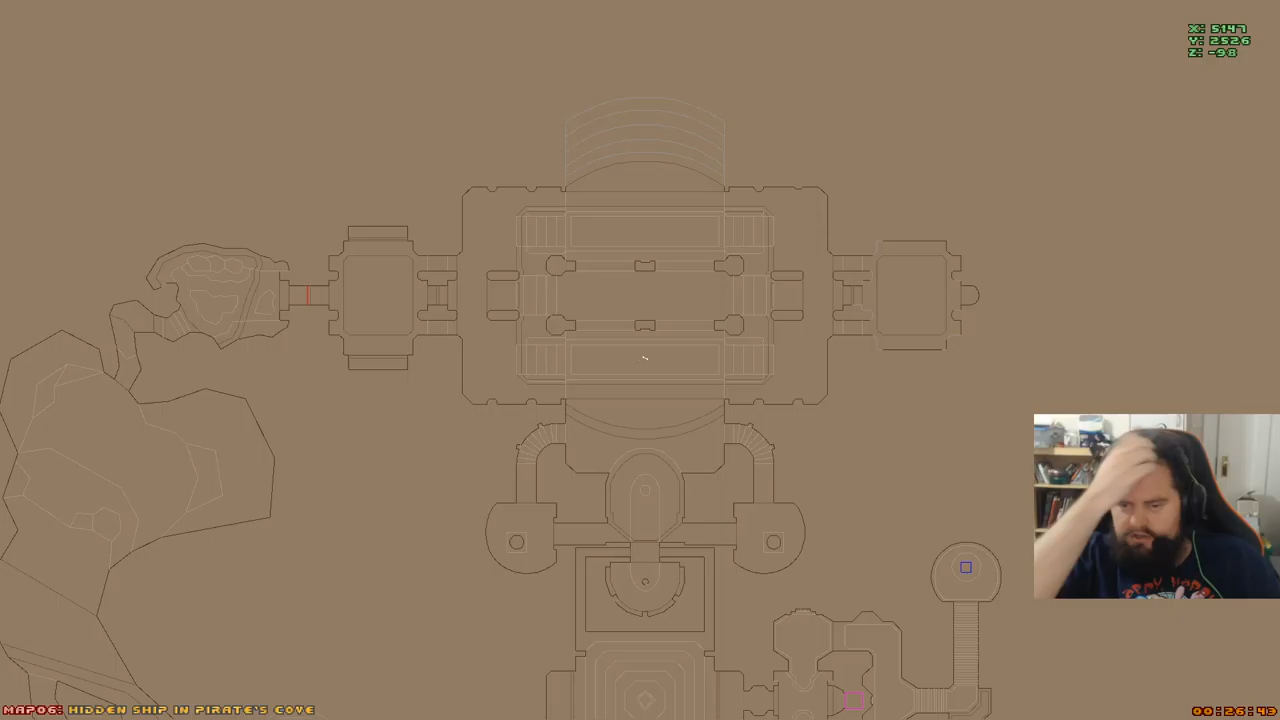 X: 5147
Y: 2526
Z: -98
MAP06: HIDDEN SHIP IN PIRATE'S COVE
00:26:43